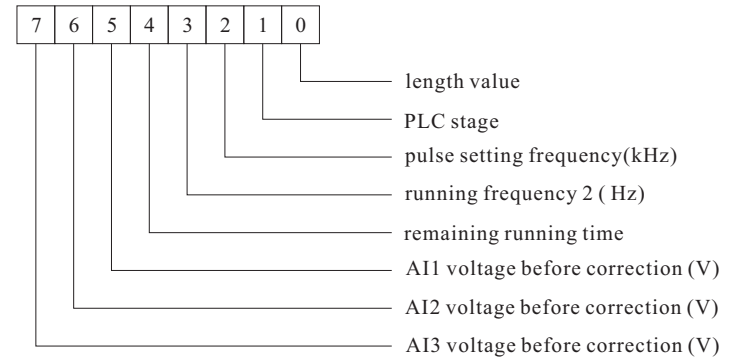 7 6 5 4 3 2 1 0
length value
PLC stage
pulse setting frequency(kHz)
running frequency 2 ( Hz)
remaining running time
AI1 voltage before correction (V)
AI2 voltage before correction (V)
AI3 voltage before correction (V)